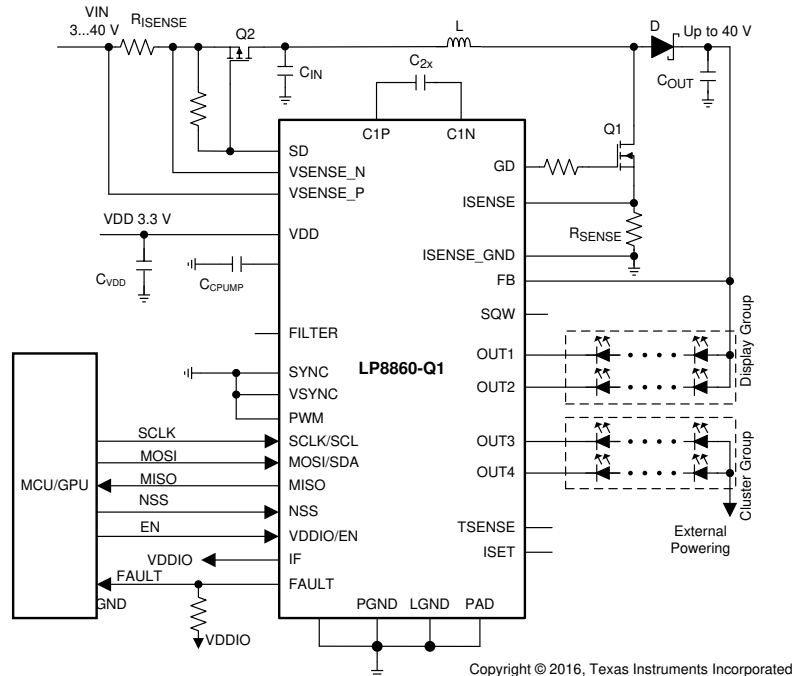 VIN
3...40 V
RISENSE
Q2
L
D
Up to 40 V
CIN
C2x
COUT
C1P
C1N
Q1
SD
VSENSE_N
VSENSE_P
GD
ISENSE
RSENSE
VDD 3.3 V
VDD
CVDD
CCPUMP
ISENSE_GND
FB
SQW
FILTER
LP8860-Q1
OUT1
OUT2
Display Group
SYNC
VSYNC
PWM
MCU/GPU
SCLK
SCLK/SCL
MOSI
MOSI/SDA
MISO
MISO
NSS
NSS
EN
VDDIO/EN
OUT3
OUT4
Cluster Group
TSENSE
ISET
External
Powering
VDDIO
IF
FAULT
FAULT
GND
VDDIO
PGND
LGND
PAD
Copyright © 2016, Texas Instruments Incorporated